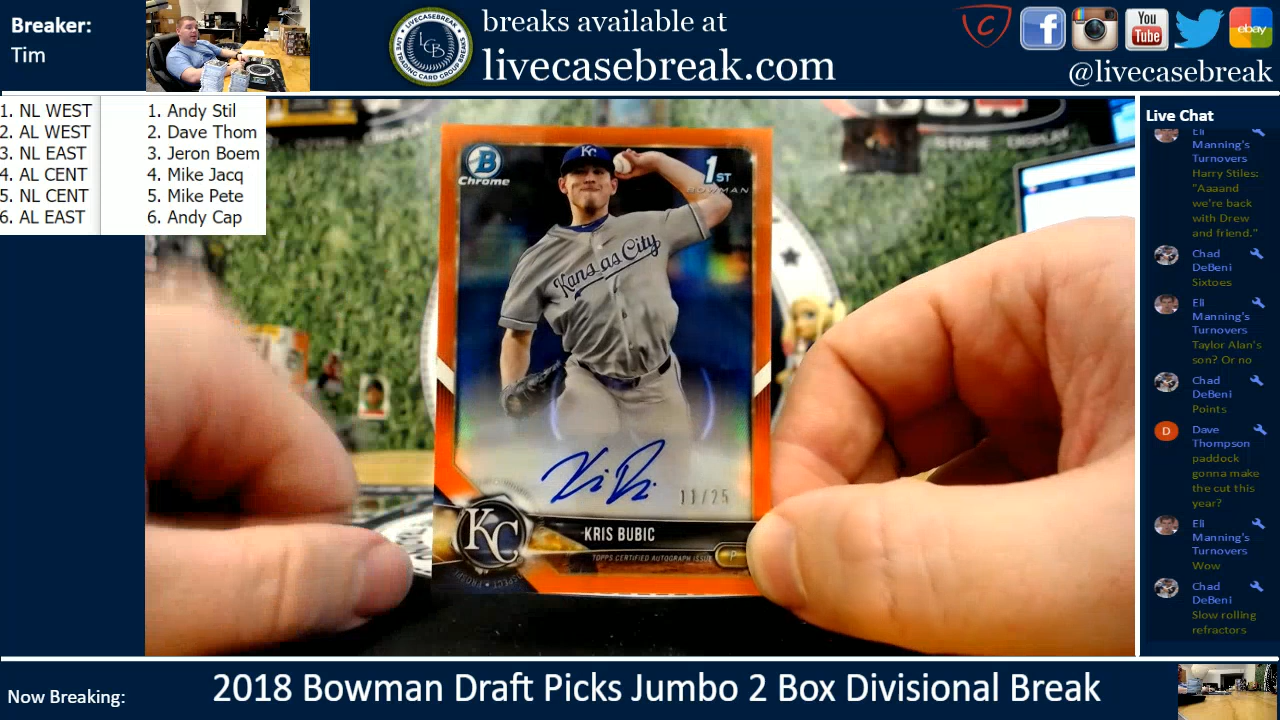 Breaker:
Tim
breaks available at
livecasebreak.com
You
Tube
ebay
@livecasebreak
LCB
1. NL WEST
2. AL WEST
3. NL EAST
4. AL CENT
5. NL CENT
6. AL EAST
1. Andy Stil
2. Dave Thom
3. Jeron Boem
4. Mike Jacq
5. Mike Pete
6. Andy Cap
B
Chrome
KC
1ST
BOWMAN
Kansas City
11/25
KC
KRIS BUBIC
TOPPS CERTIFIED AUTOGRAPH ISSUE
P
Live Chat
Eli
Manning's
Turnovers
Harry Stiles:
"Aaaand
we're back
with Drew
and friend."
Chad
DeBeni
Sixtoes
Eli
Manning's
Turnovers
Taylor Alan's
son? Or no
Chad
DeBeni
Points
D
Dave
Thompson
paddock
gonna make
the cut this
year?
Eli
Manning's
Turnovers
Wow
Chad
DeBeni
Slow rolling
refractors
Now Breaking:
2018 Bowman Draft Picks Jumbo 2 Box Divisional Break